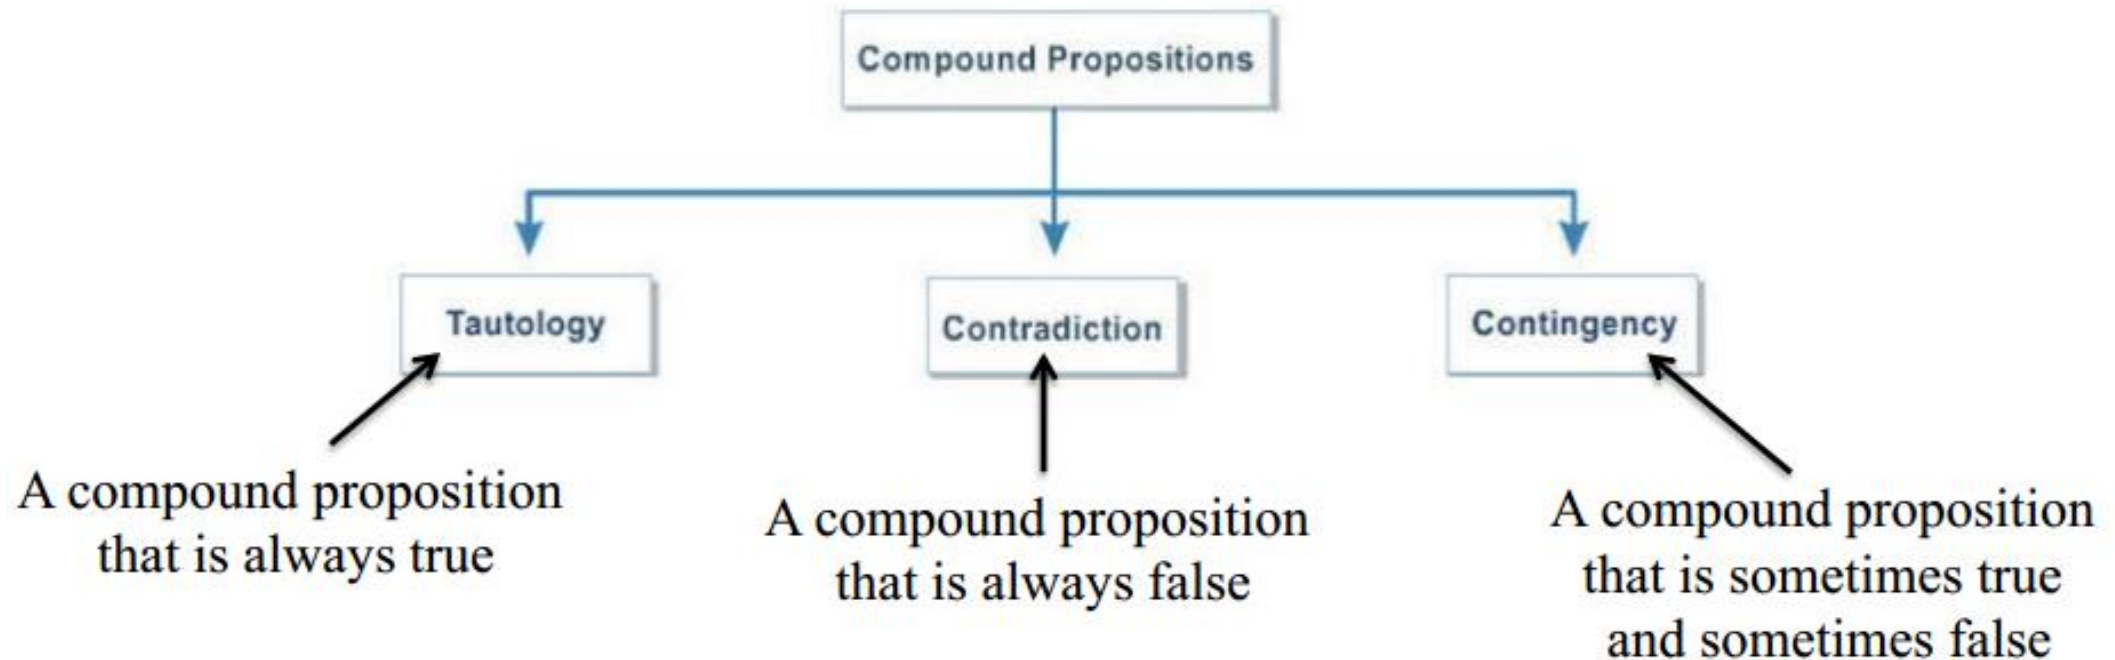 Compound Propositions
Tautology
Contradiction
Contingency
A compound proposition
that is always true
A compound proposition
that is always false
A compound proposition
that is sometimes true
and sometimes false